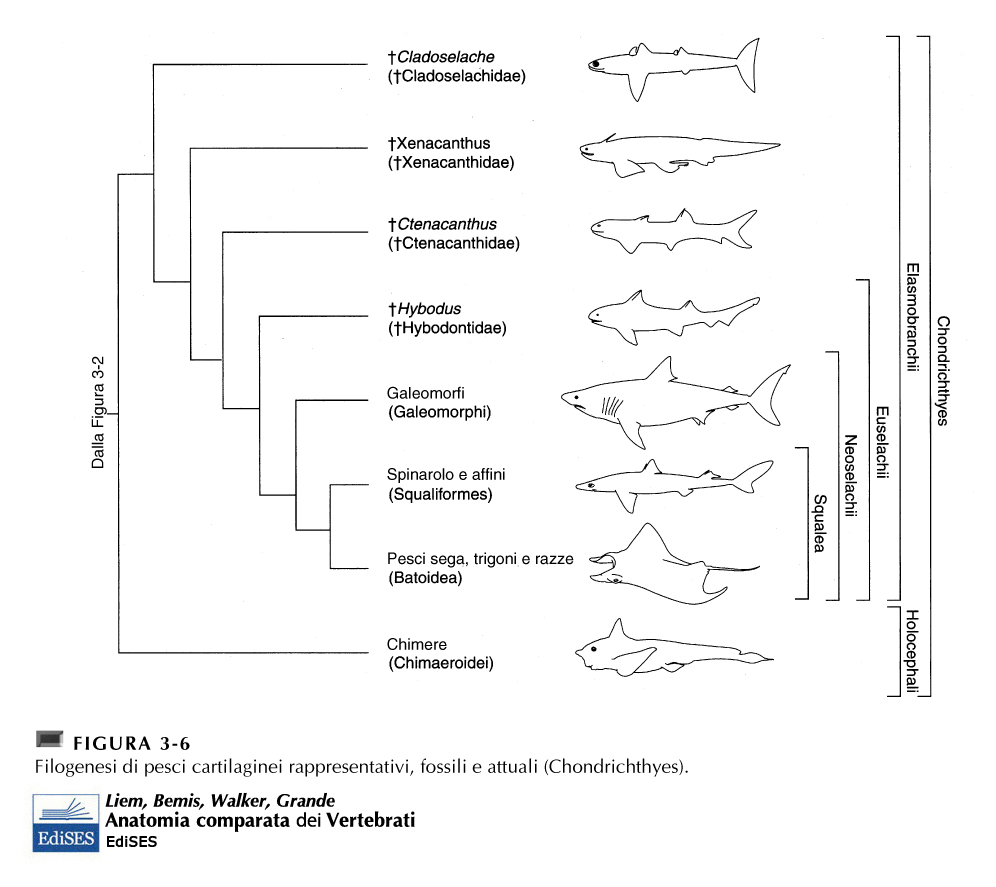 †Cladoselache
(†Cladoselachidae)
†Xenacanthus
(†Xenacanthidae)
†Ctenacanthus
(†Ctenacanthidae)
†Hybodus
(†Hybodontidae)
Galeomorfi
(Galeomorphi)
Spinarolo e affini
(Squaliformes)
Pesci sega, trigoni e razze
(Batoidea)
Chimere
(Chimaeroidei)
Dalla Figura 3-2
Squalea
Neoselachii
Euselachii
Elasmobranchii
Holocephali
Chondrichthyes
FIGURA 3-6
Filogenesi di pesci cartilaginei rappresentativi, fossili e attuali (Chondrichthyes).
Liem, Bemis, Walker, Grande
Anatomia comparata dei Vertebrati
EdiSES
EdiSES